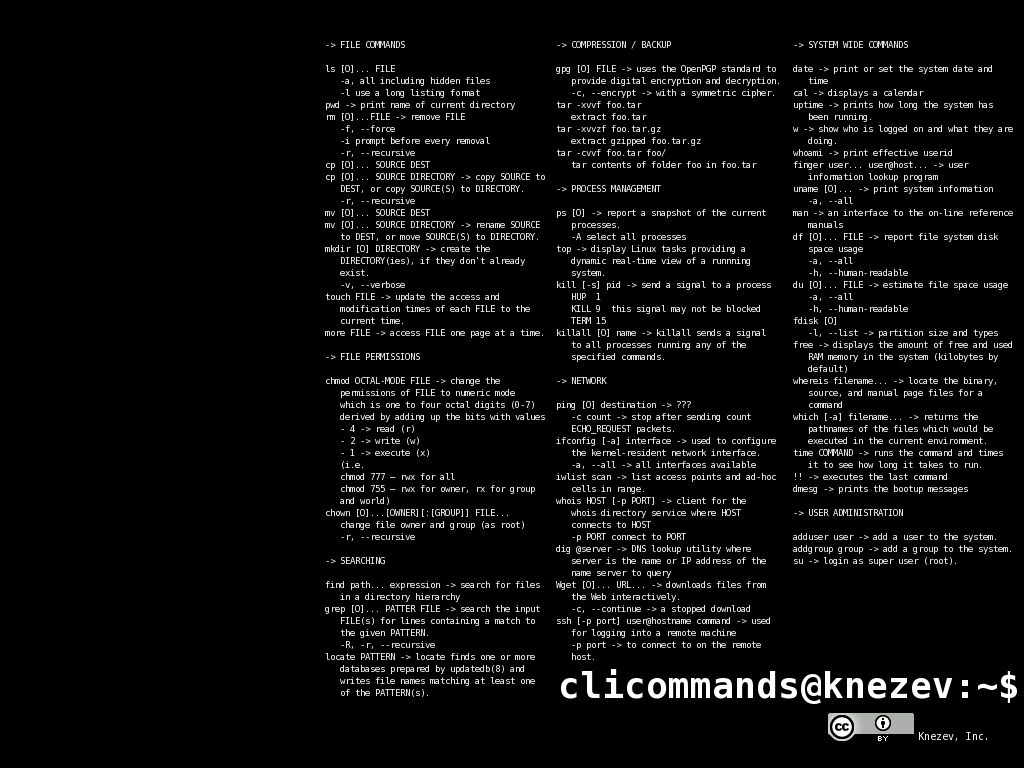 -> FILE COMMANDS
ls [O]... FILE
-a, all including hidden files
-l use a long listing format
pwd -> print name of current directory
rm [O]...FILE -> remove FILE
-f, --force
-i prompt before every removal
-r, --recursive
cp [O]... SOURCE DEST
cp [O]... SOURCE DIRECTORY -> copy SOURCE to
DEST, or copy SOURCE(S) to DIRECTORY.
-r, --recursive
mv [O]... SOURCE DEST
mv [O]... SOURCE DIRECTORY -> rename SOURCE
to DEST, or move SOURCE(S) to DIRECTORY.
mkdir [O] DIRECTORY -> create the
DIRECTORY(ies), if they don't already
exist.
-v, --verbose
touch FILE -> update the access and
modification times of each FILE to the
current time.
more FILE -> access FILE one page at a time.
-> FILE PERMISSIONS
chmod OCTAL-MODE FILE -> change the
permissions of FILE to numeric mode
which is one to four octal digits (0-7)
derived by adding up the bits with values
- 4 -> read (r)
- 2 -> write (w)
- 1 -> execute (x)
(i.e.
chmod 777 — rwx for all
chmod 755 — rwx for owner, rx for group
and world)
chown [O]...[OWNER][:[GROUP]] FILE...
change file owner and group (as root)
-r, --recursive
-> SEARCHING
find path... expression -> search for files
in a directory hierarchy
grep [O]... PATTER FILE -> search the input
FILE(s) for lines containing a match to
the given PATTERN.
-R, -r, --recursive
locate PATTERN -> locate finds one or more
databases prepared by updatedb(8) and
writes file names matching at least one
of the PATTERN(s).
-> COMPRESSION / BACKUP
gpg [O] FILE -> uses the OpenPGP standard to
provide digital encryption and decryption.
-c, --encrypt -> with a symmetric cipher.
tar -xvvf foo.tar
extract foo.tar
tar -xvvzf foo.tar.gz
extract gzipped foo.tar.gz
tar -cvvf foo.tar foo/
tar contents of folder foo in foo.tar
-> PROCESS MANAGEMENT
ps [O] -> report a snapshot of the current
processes.
-A select all processes
top -> display Linux tasks providing a
dynamic real-time view of a runnning
system.
kill [-s] pid -> send a signal to a process
HUP 1
KILL 9 this signal may not be blocked
TERM 15
killall [O] name -> killall sends a signal
to all processes running any of the
specified commands.
-> NETWORK
ping [O] destination -> ???
-c count -> stop after sending count
ECHO_REQUEST packets.
ifconfig [-a] interface -> used to configure
the kernel-resident network interface.
-a, --all -> all interfaces available
iwlist scan -> list access points and ad-hoc
cells in range.
whois HOST [-p PORT] -> client for the
whois directory service where HOST
connects to HOST
-p PORT connect to PORT
dig @server -> DNS lookup utility where
server is the name or IP address of the
name server to query
Wget [O]... URL... -> downloads files from
the Web interactively.
-c, --continue -> a stopped download
ssh [-p port] user@hostname command -> used
for logging into a remote machine
-p port -> to connect to on the remote
host.
-> SYSTEM WIDE COMMANDS
date -> print or set the system date and
time
cal -> displays a calendar
uptime -> prints how long the system has
been running.
w -> show who is logged on and what they are
doing.
whoami -> print effective userid
finger user... user@host... -> user
information lookup program
uname [O]... -> print system information
-a, --all
man -> an interface to the on-line reference
manuals
df [O]... FILE -> report file system disk
space usage
-a, --all
-h, --human-readable
du [O]... FILE -> estimate file space usage
-a, --all
-h, --human-readable
fdisk [O]
-l, --list -> partition size and types
free -> displays the amount of free and used
RAM memory in the system (kilobytes by
default)
whereis filename... -> locate the binary,
source, and manual page files for a
command
which [-a] filename... -> returns the
pathnames of the files which would be
executed in the current environment.
time COMMAND -> runs the command and times
it to see how long it takes to run.
!! -> executes the last command
dmesg -> prints the bootup messages
-> USER ADMINISTRATION
adduser user -> add a user to the system.
addgroup group -> add a group to the system.
su -> login as super user (root).
clicommands@knezev:~$
cc
BY
Knezev, Inc.